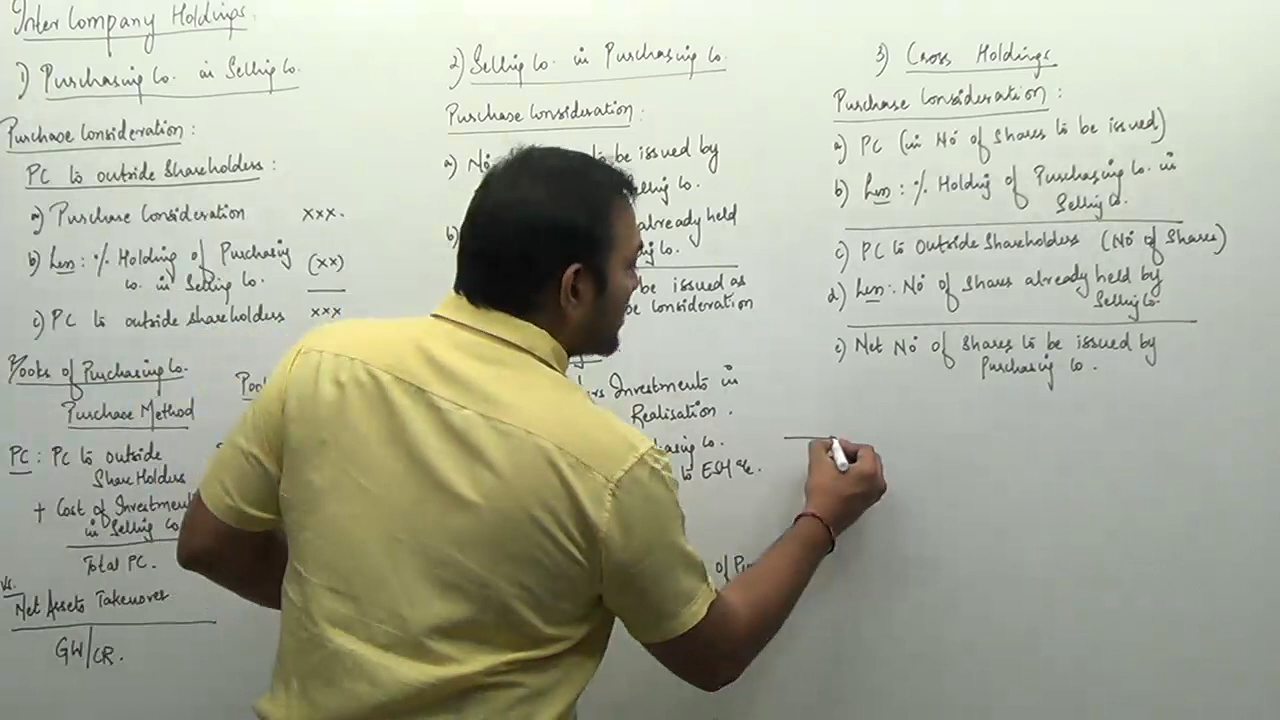 Inter Company Holdings
1) Purchasing Co. in Selling Co.
Purchase Consideration :
PC to outside Shareholders :
a) Purchase Consideration xxx.
b) Less : % Holding of Purchasing (xx)
Co. in Selling Co.
c) PC to outside shareholders xxx
Books of Purchasing Co.
Purchase Method
PC : PC to outside
Share Holders
+ Cost of Investment
in Selling Co
Total PC.
Vs.
Net Assets Takeover
GW/CR.
2) Selling Co. in Purchasing Co.
Purchase Consideration :
a) No to be issued by
Selling Co.
b) already held
Co.
be issued as
consideration
Investments in
Realisation .
Co.
to ESH a/c.
of
3) Cross Holdings
Purchase Consideration :
a) PC (in No of Shares to be issued)
b) Less : % Holding of Purchasing Co. in
Selling Co.
c) PC to Outside Shareholders (No of Shares)
d) Less : No of Shares already held by
Selling Co.
e) Net No of Shares to be issued by
Purchasing Co .